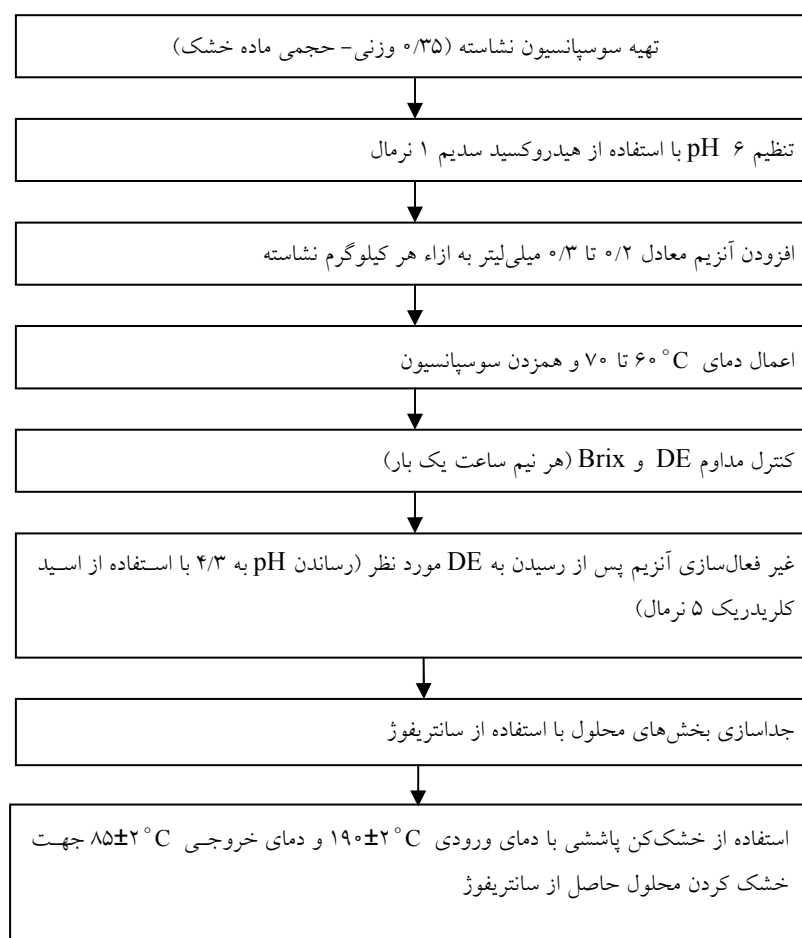 تهیه سوسپانسیون نشاسته (۰/۳۵ وزنی- حجمی ماده خشک)
تنظیم pH ۶ با استفاده از هیدروکسید سدیم ۱ نرمال
افزودن آنزیم معادل ۰/۲ تا ۰/۳ میلی‌لیتر به ازاء هر کیلوگرم نشاسته
اعمال دمای ۶۰°C تا ۷۰ و همزدن سوسپانسیون
کنترل مداوم DE و Brix (هر نیم ساعت یک بار)
غیر فعال‌سازی آنزیم پس از رسیدن به DE مورد نظر (رساندن pH به ۴/۳ با استفاده از اسید
کلریدریک ۵ نرمال)
جداسازی بخش‌های محلول با استفاده از سانتریفوژ
استفاده از خشک‌کن پاششی با دمای ورودی ۱۹۰±۲°C و دمای خروجی ۸۵±۲°C جهت
خشک کردن محلول حاصل از سانتریفوژ